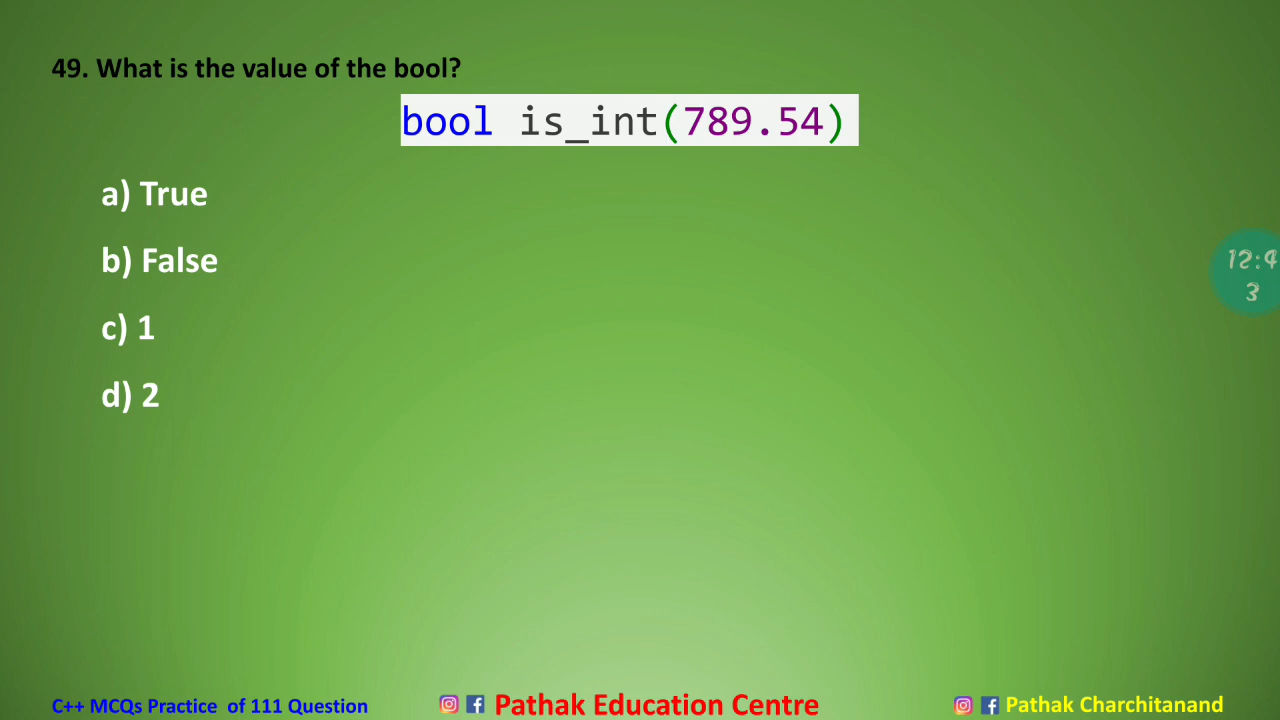 49. What is the value of the bool?
bool is_int(789.54)
a) True
b) False
c) 1
d) 2
12:4
3
C++ MCQs Practice of 111 Question
Pathak Education Centre
Pathak Charchitanand